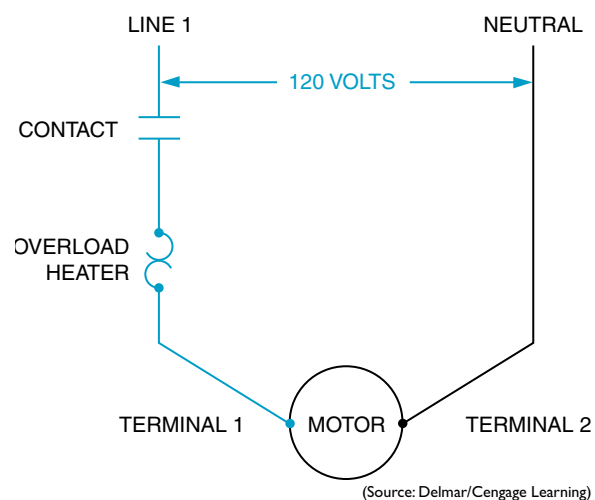 LINE 1
NEUTRAL
120 VOLTS
CONTACT
OVERLOAD
HEATER
TERMINAL 1
MOTOR
TERMINAL 2
(Source: Delmar/Cengage Learning)